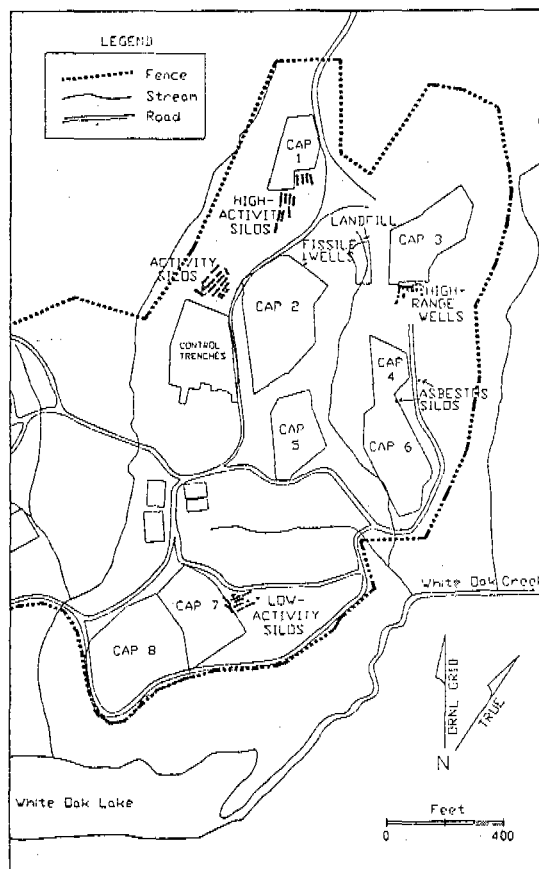 LEGEND
Fence
Stream
Road
CAP
1
HIGH-
ACTIVITY
SILOS
LANDFILL
FISSILE
WELLS
CAP 3
ACTIVITY
SILOS
HIGH-
RANGE
WELLS
CAP 2
CONTROL
TRENCHES
CAP
4
ASBESTOS
SILOS
CAP
5
CAP 6
White Oak Creek
CAP 7
LOW-
ACTIVITY
SILOS
CAP 8
ORNL GRID
TRUE
N
White Oak Lake
Feet
0 400